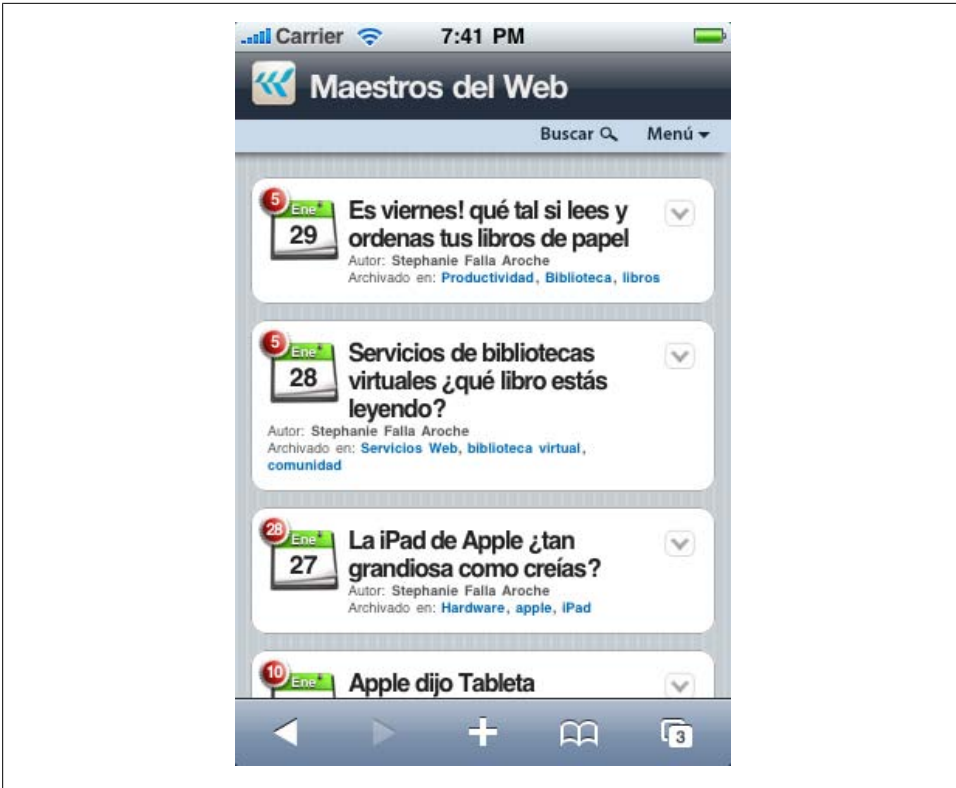 Carrier 7:41 PM
Maestros del Web
Buscar Menú
5
Ene
29
Es viernes! qué tal si lees y
ordenas tus libros de papel
Autor: Stephanie Falla Aroche
Archivado en: Productividad, Biblioteca, libros
5
Ene
28
Servicios de bibliotecas
virtuales ¿qué libro estás
leyendo?
Autor: Stephanie Falla Aroche
Archivado en: Servicios Web, biblioteca virtual,
comunidad
28
Ene
27
La iPad de Apple ¿tan
grandiosa como creías?
Autor: Stephanie Falla Aroche
Archivado en: Hardware, apple, iPad
10
Ene
Apple dijo Tableta
3